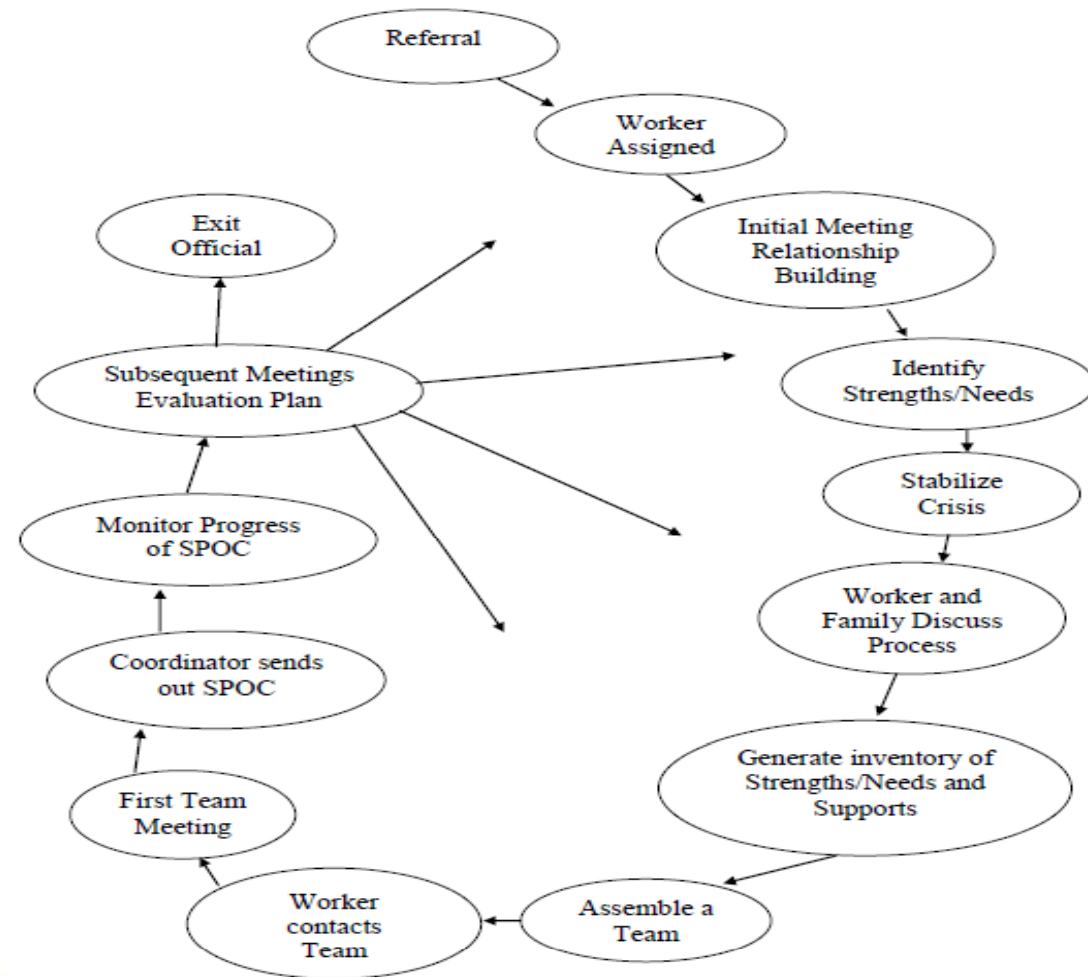 Referral
Worker
Assigned
Initial Meeting
Relationship
Building
Identify
Strengths/Needs
Stabilize
Crisis
Worker and
Family Discuss
Process
Generate inventory of
Strengths/Needs and
Supports
Assemble a
Team
Worker
contacts
Team
First Team
Meeting
Coordinator sends
out SPOC
Monitor Progress
of SPOC
Subsequent Meetings
Evaluation Plan
Exit
Official